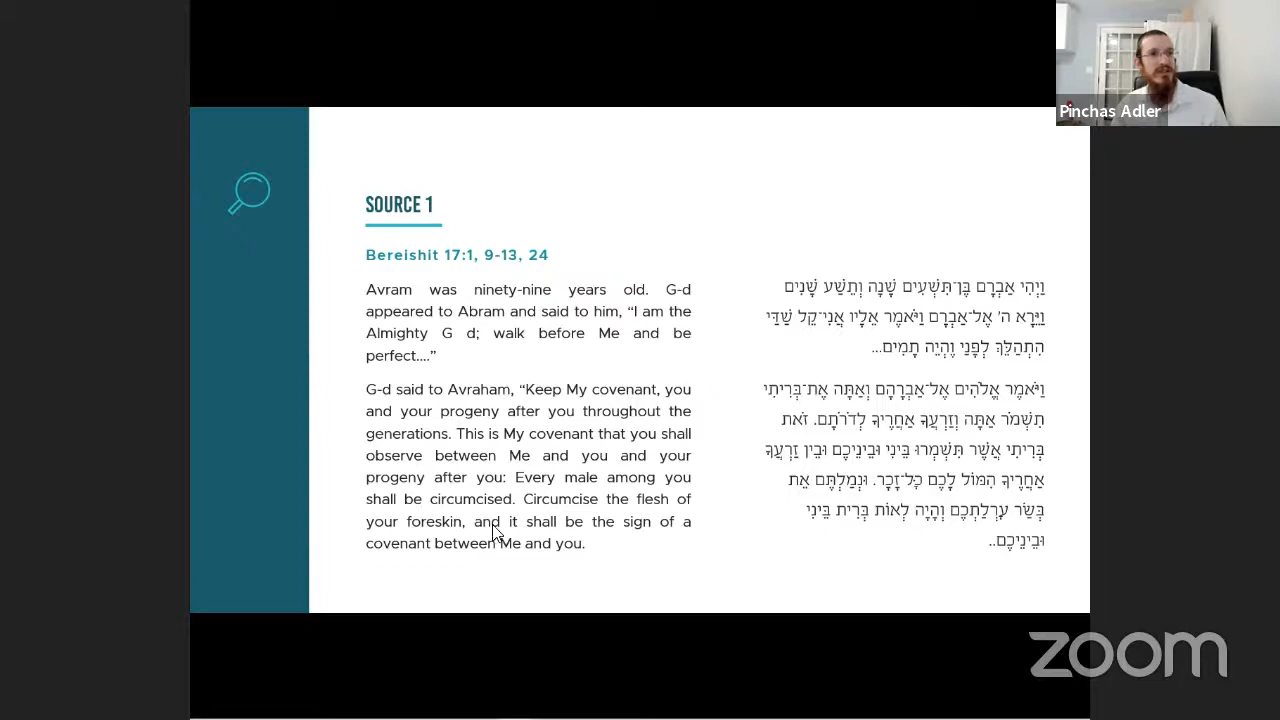 Pinchas Adler
SOURCE 1
Bereishit 17:1, 9-13, 24
Avram was ninety-nine years old. G-d
appeared to Abram and said to him, “I am the
Almighty G d; walk before Me and be
perfect....”
G-d said to Avraham, “Keep My covenant, you
and your progeny after you throughout the
generations. This is My covenant that you shall
observe between Me and you and your
progeny after you: Every male among you
shall be circumcised. Circumcise the flesh of
your foreskin, and it shall be the sign of a
covenant between Me and you.
וַיְהִי אַבְרָם בֶּן־תִּשְׁעִים שָׁנָה וְתֵשַׁע שָׁנִים
וַיֵּרָא ה' אֶל־אַבְרָם וַיֹּאמֶר אֵלָיו אֲנִי־קֵל שַׁדַּי
הִתְהַלֵּךְ לְפָנַי וֶהְיֵה תָמִים...
וַיֹּאמֶר אֱלֹהִים אֶל־אַבְרָהָם וְאַתָּה אֶת־בְּרִיתִי
תִשְׁמֹר אַתָּה וְזַרְעֲךָ אַחֲרֶיךָ לְדֹרֹתָם. זֹאת
בְּרִיתִי אֲשֶׁר תִּשְׁמְרוּ בֵּינִי וּבֵינֵיכֶם וּבֵין זַרְעֲךָ
אַחֲרֶיךָ הִמּוֹל לָכֶם כָּל־זָכָר. וּנְמַלְתֶּם אֵת
בְּשַׂר עָרְלַתְכֶם וְהָיָה לְאוֹת בְּרִית בֵּינִי
וּבֵינֵיכֶם..
zoom